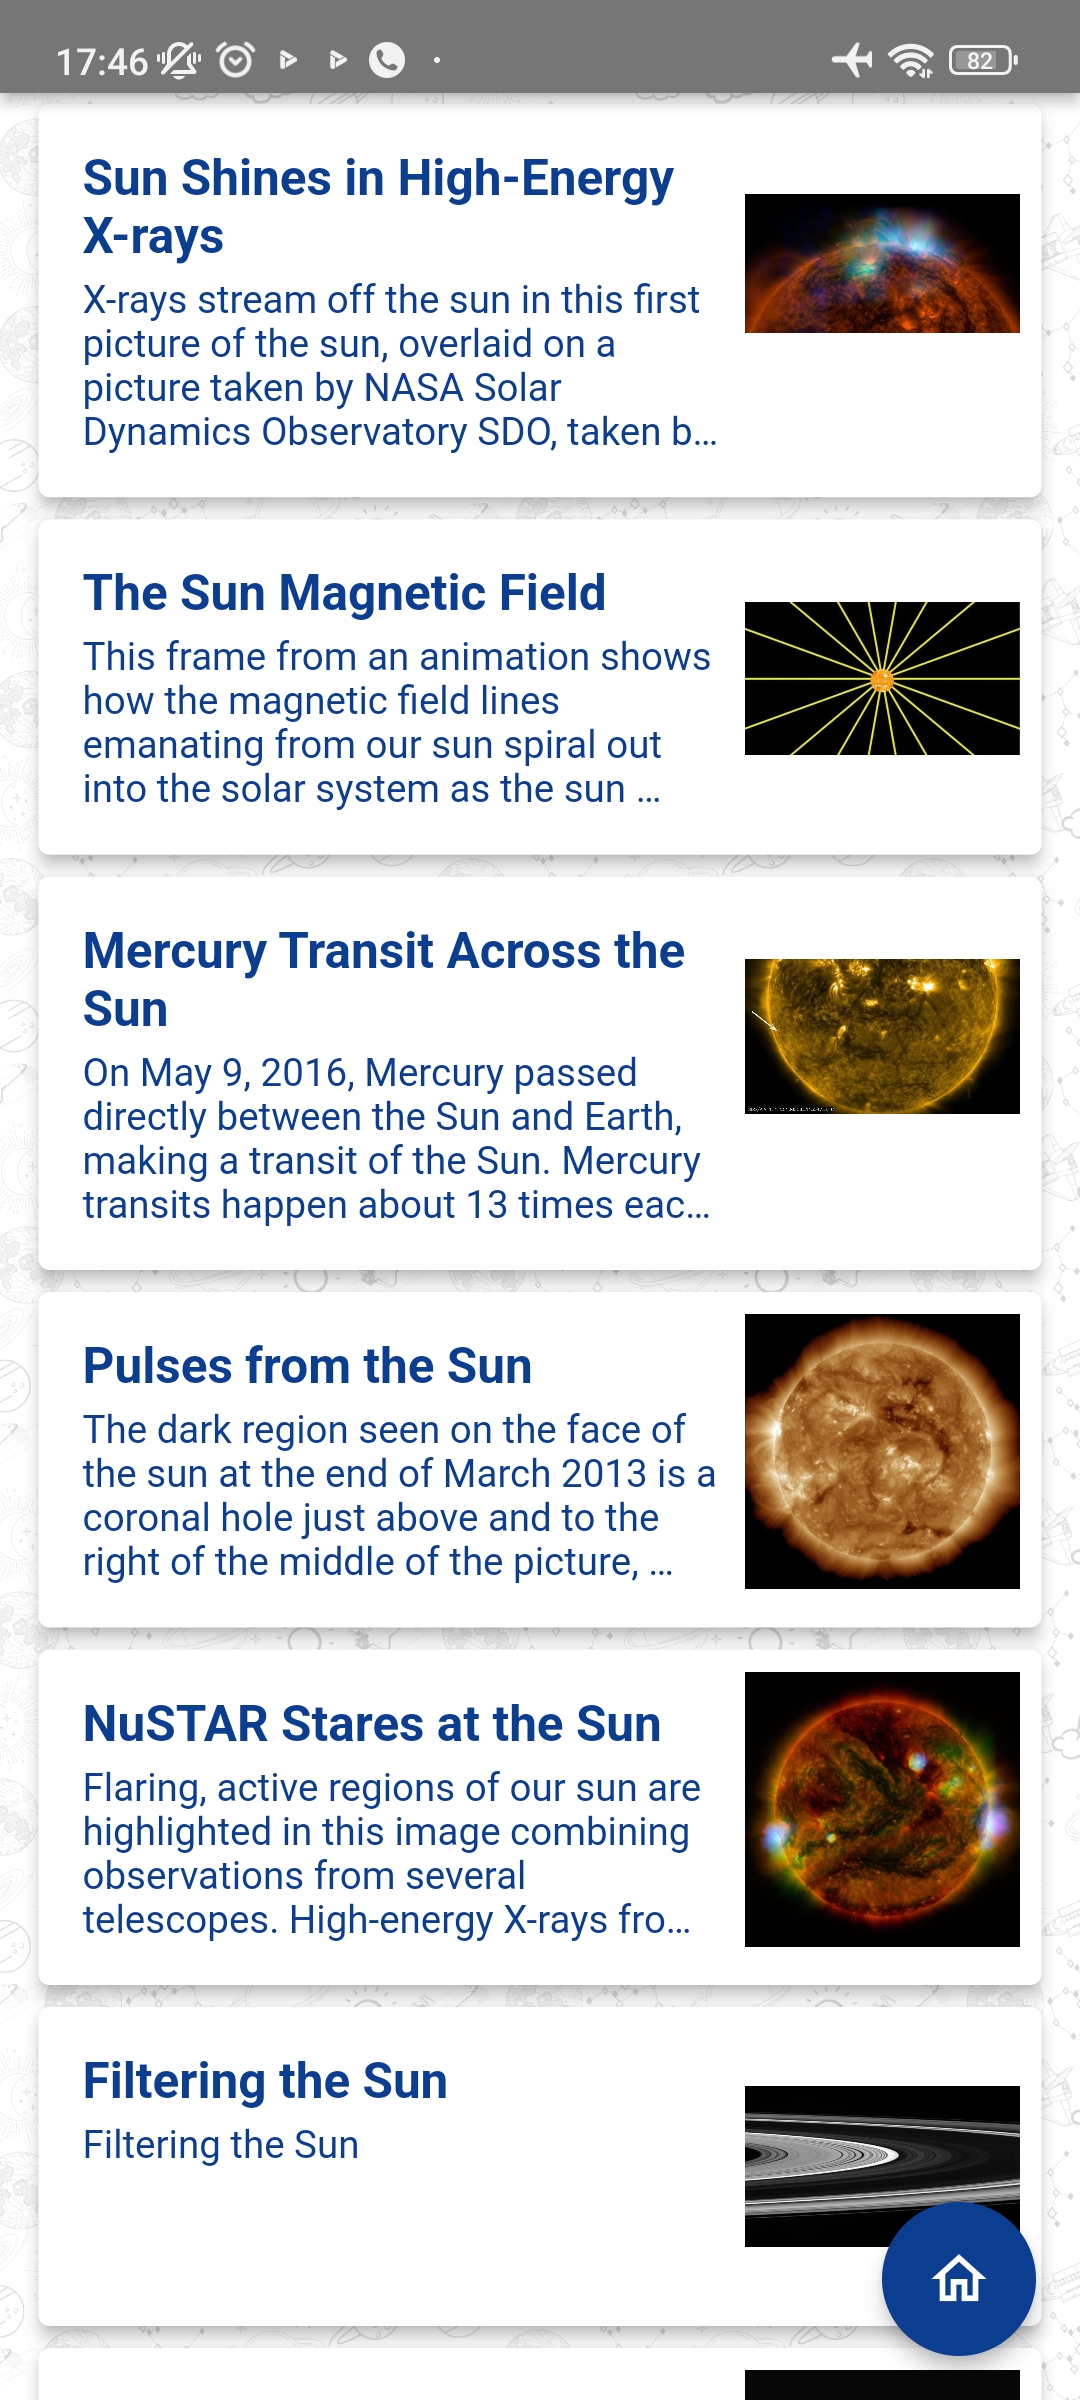 17:46
82
Sun Shines in High-Energy
X-rays
X-rays stream off the sun in this first
picture of the sun, overlaid on a
picture taken by NASA Solar
Dynamics Observatory SDO, taken b...
The Sun Magnetic Field
This frame from an animation shows
how the magnetic field lines
emanating from our sun spiral out
into the solar system as the sun ...
Mercury Transit Across the
Sun
On May 9, 2016, Mercury passed
directly between the Sun and Earth,
making a transit of the Sun. Mercury
transits happen about 13 times eac...
Pulses from the Sun
The dark region seen on the face of
the sun at the end of March 2013 is a
coronal hole just above and to the
right of the middle of the picture, ...
NuSTAR Stares at the Sun
Flaring, active regions of our sun are
highlighted in this image combining
observations from several
telescopes. High-energy X-rays fro...
Filtering the Sun
Filtering the Sun